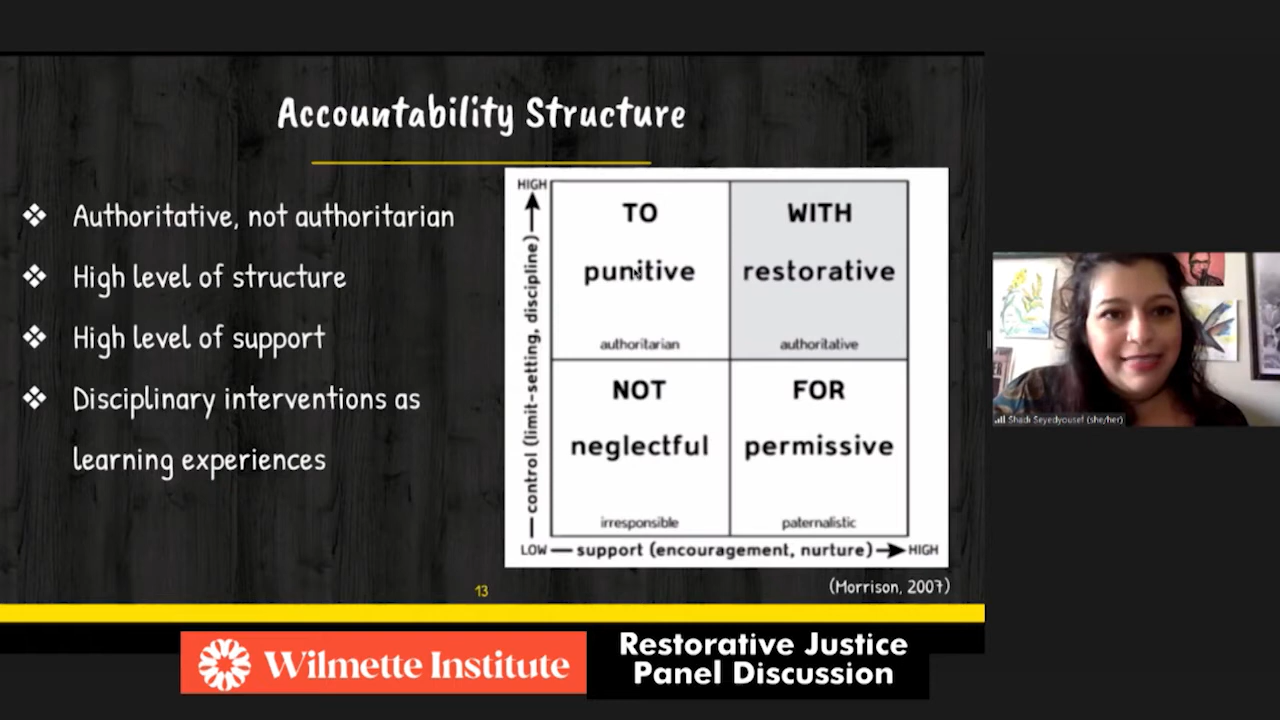 Accountability Structure
❖ Authoritative, not authoritarian
❖ High level of structure
❖ High level of support
❖ Disciplinary interventions as
learning experiences
HIGH
control (limit-setting, discipline)
TO
punitive
authoritarian
WITH
restorative
authoritative
NOT
neglectful
irresponsible
FOR
permissive
paternalistic
LOW support (encouragement, nurture) HIGH
(Morrison, 2007)
13
Shadi Seyedyousef (she/her)
Wilmette Institute
Restorative Justice
Panel Discussion